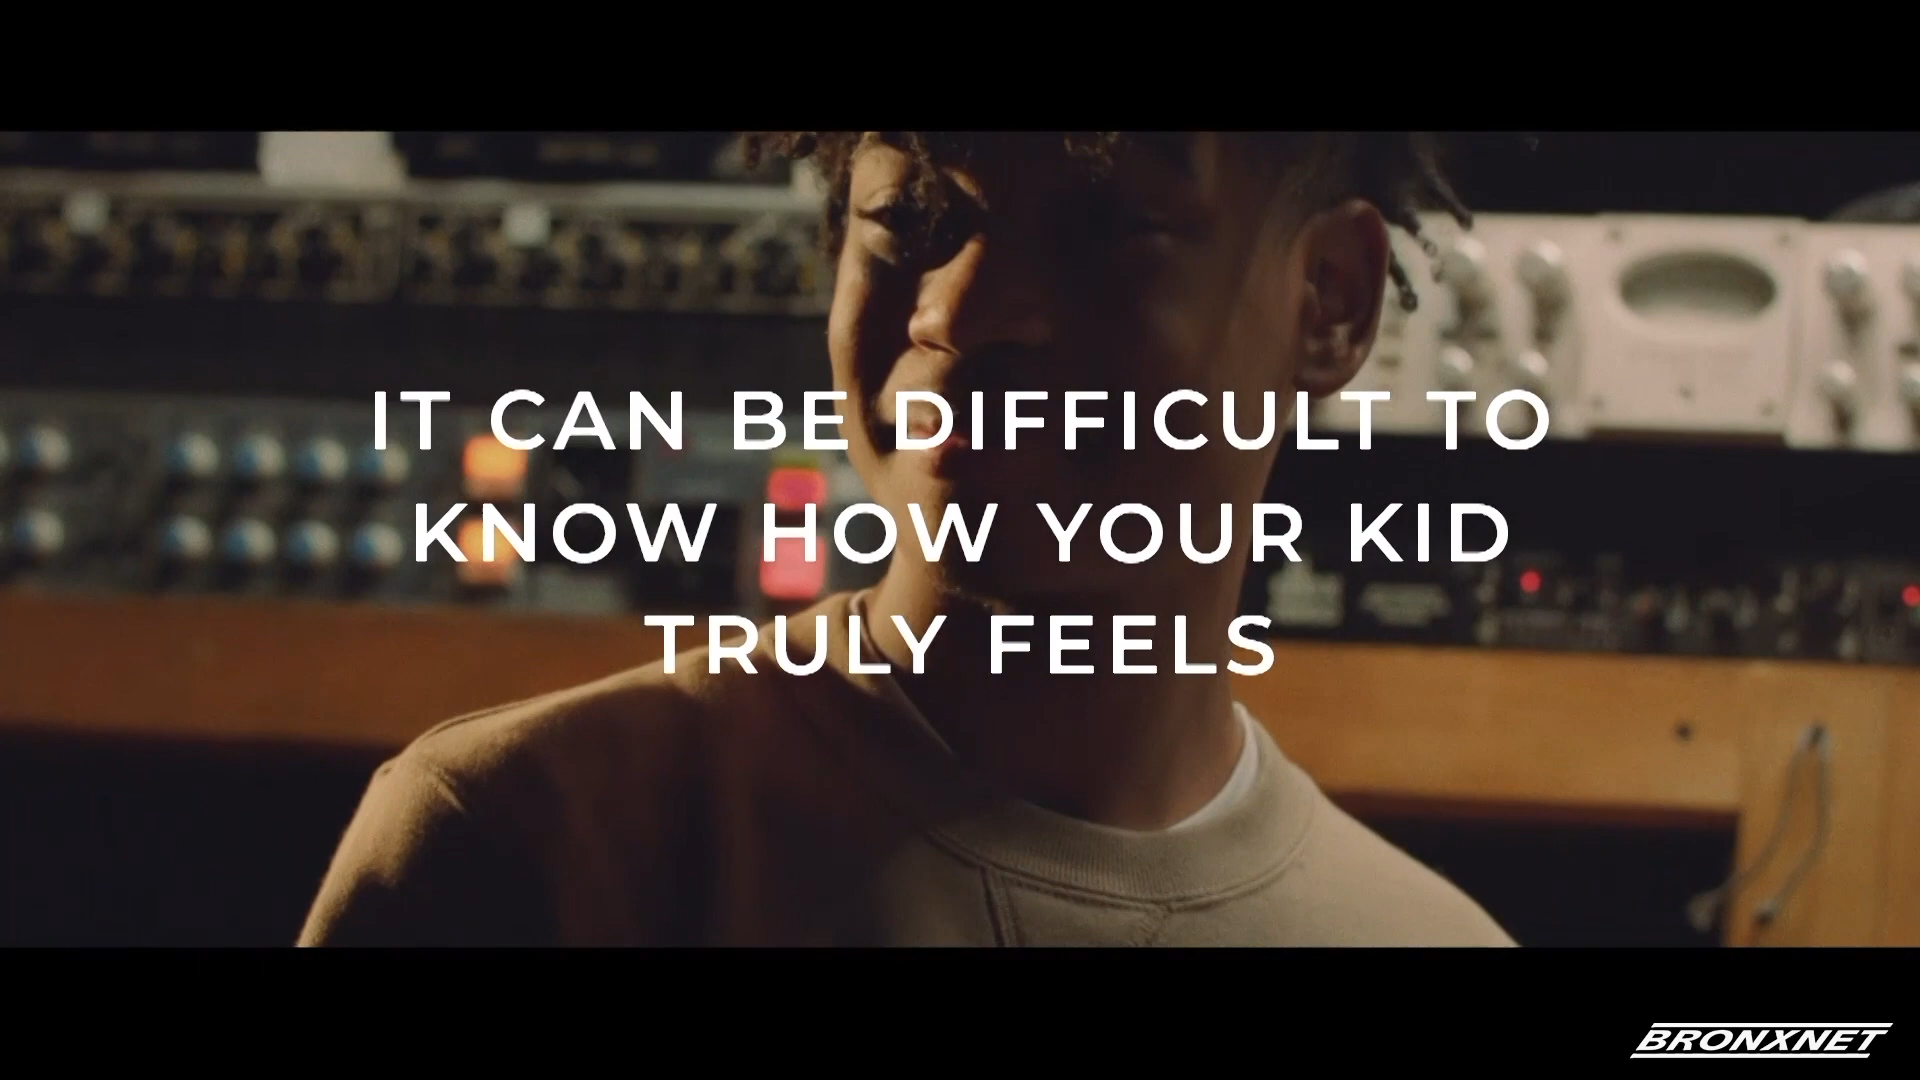 IT CAN BE DIFFICULT TO
KNOW HOW YOUR KID
TRULY FEELS
BRONXNET